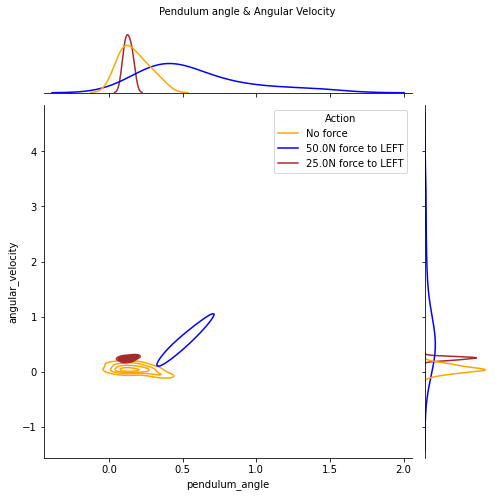 Pendulum angle & Angular Velocity
Action
No force
50.0N force to LEFT
25.0N force to LEFT
angular_velocity
4
3
2
1
0
−1
0.0 0.5 1.0 1.5 2.0
pendulum_angle